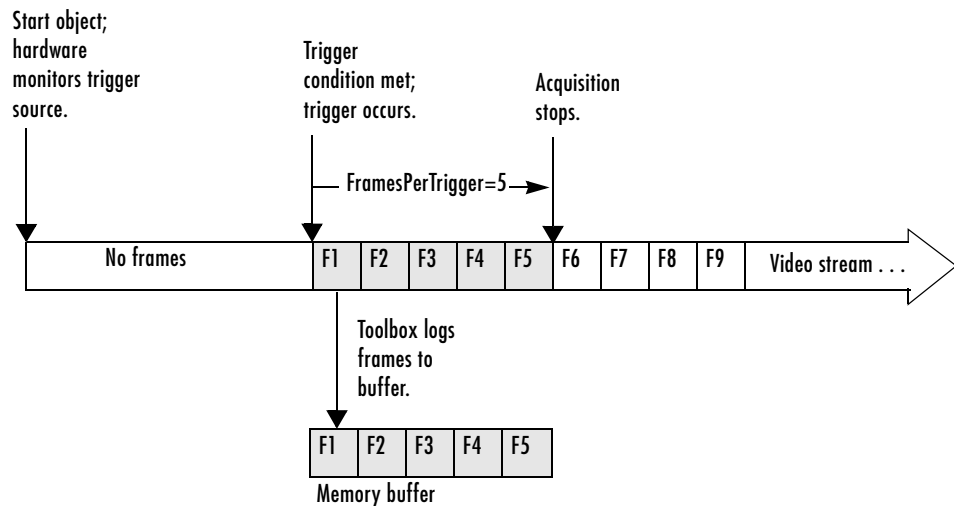 Start object;
hardware
monitors trigger
source.
Trigger
condition met;
trigger occurs.
Acquisition
stops.
FramesPerTrigger=5
No frames
F1 F2 F3 F4 F5 F6 F7 F8 F9 Video stream . . .
Toolbox logs
frames to
buffer.
F1 F2 F3 F4 F5
Memory buffer